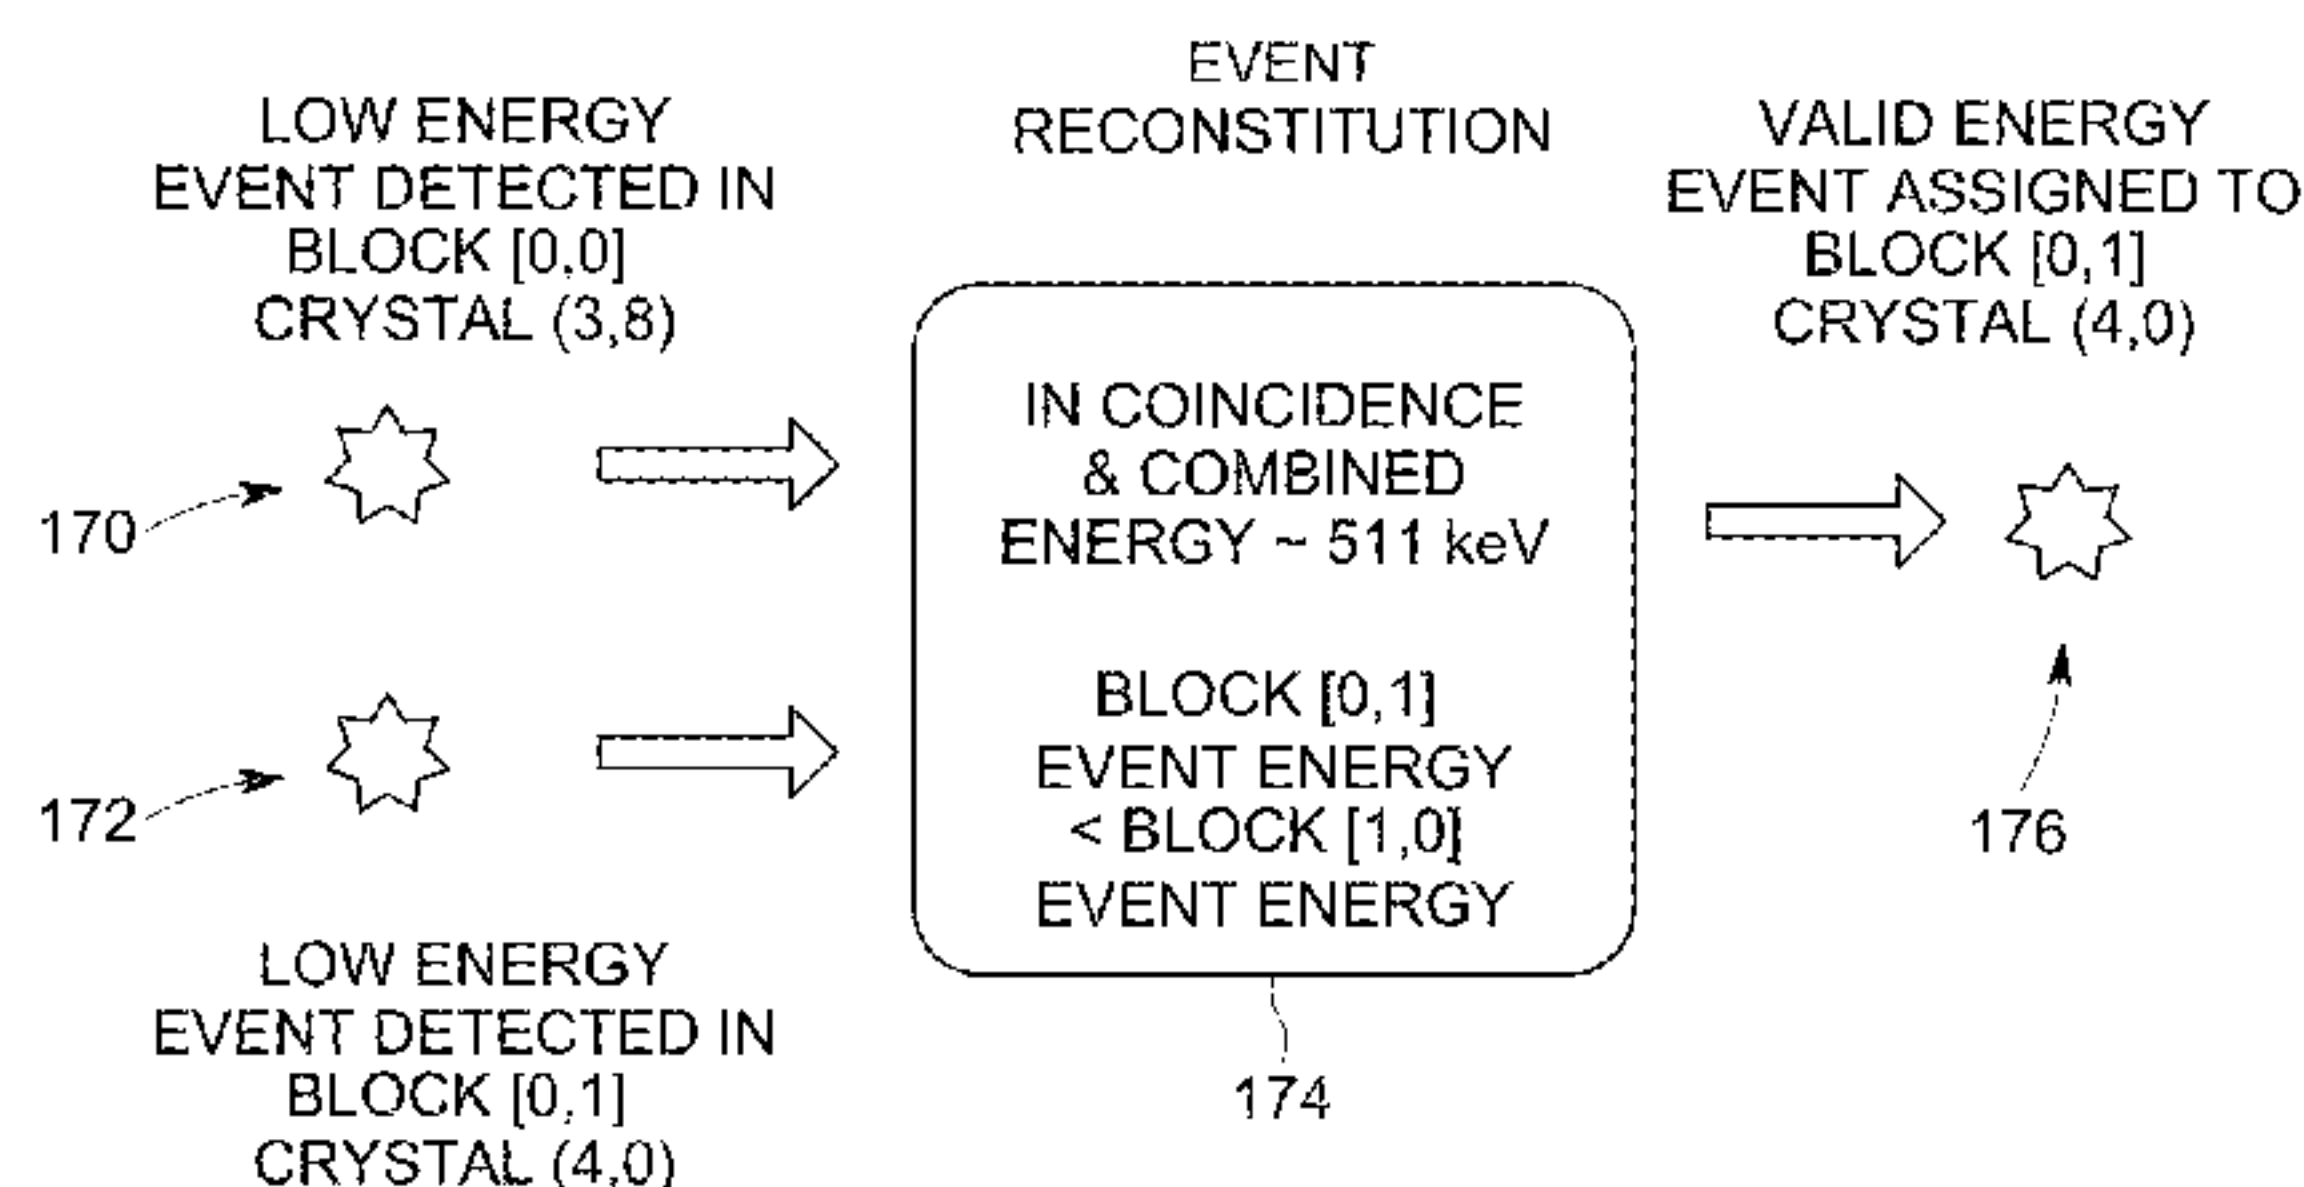 LOW ENERGY
EVENT DETECTED IN
BLOCK [0,0]
CRYSTAL (3,8)
170
172
LOW ENERGY
EVENT DETECTED IN
BLOCK [0,1]
CRYSTAL (4,0)
EVENT
RECONSTITUTION
IN COINCIDENCE
& COMBINED
ENERGY ~ 511 keV
BLOCK [0,1]
EVENT ENERGY
< BLOCK [1,0]
EVENT ENERGY
174
VALID ENERGY
EVENT ASSIGNED TO
BLOCK [0,1]
CRYSTAL (4,0)
176